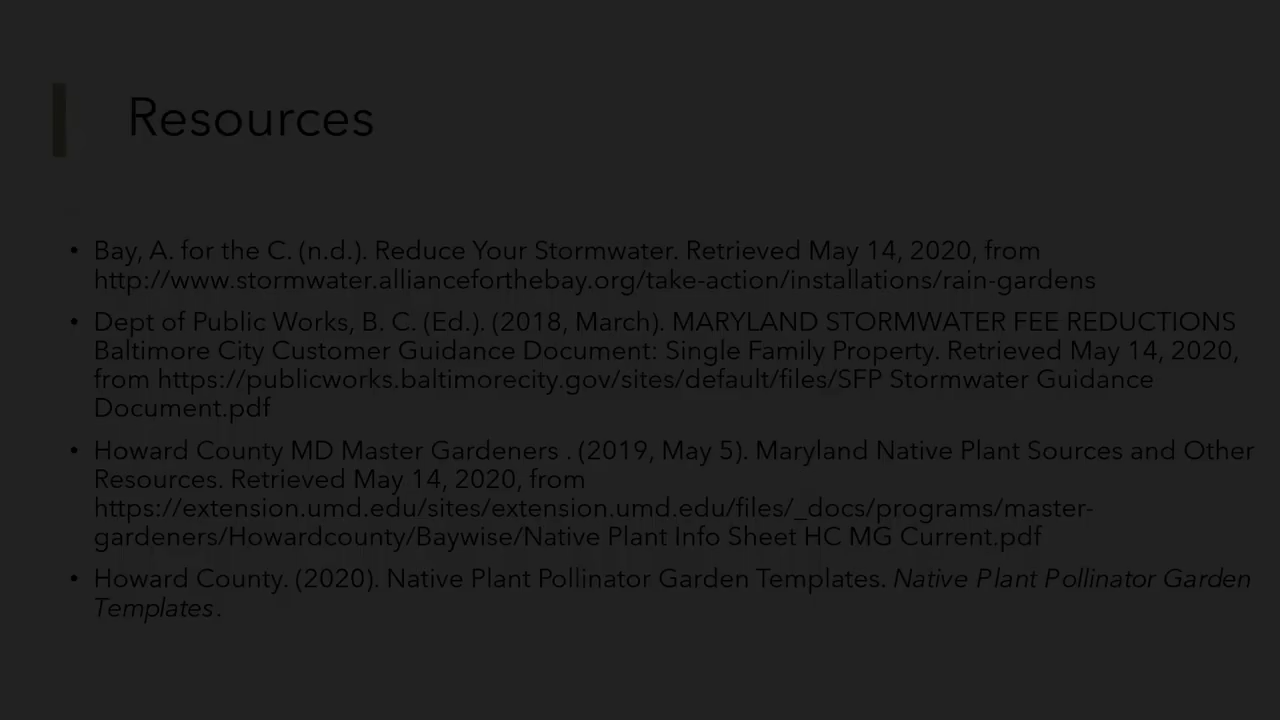 Resources
• Bay, A. for the C. (n.d.). Reduce Your Stormwater. Retrieved May 14, 2020, from
http://www.stormwater.allianceforthebay.org/take-action/installations/rain-gardens
• Dept of Public Works, B. C. (Ed.). (2018, March). MARYLAND STORMWATER FEE REDUCTIONS
Baltimore City Customer Guidance Document: Single Family Property. Retrieved May 14, 2020,
from https://publicworks.baltimorecity.gov/sites/default/files/SFP Stormwater Guidance
Document.pdf
• Howard County MD Master Gardeners . (2019, May 5). Maryland Native Plant Sources and Other
Resources. Retrieved May 14, 2020, from
https://extension.umd.edu/sites/extension.umd.edu/files/_docs/programs/master-
gardeners/Howardcounty/Baywise/Native Plant Info Sheet HC MG Current.pdf
• Howard County. (2020). Native Plant Pollinator Garden Templates. Native Plant Pollinator Garden
Templates.